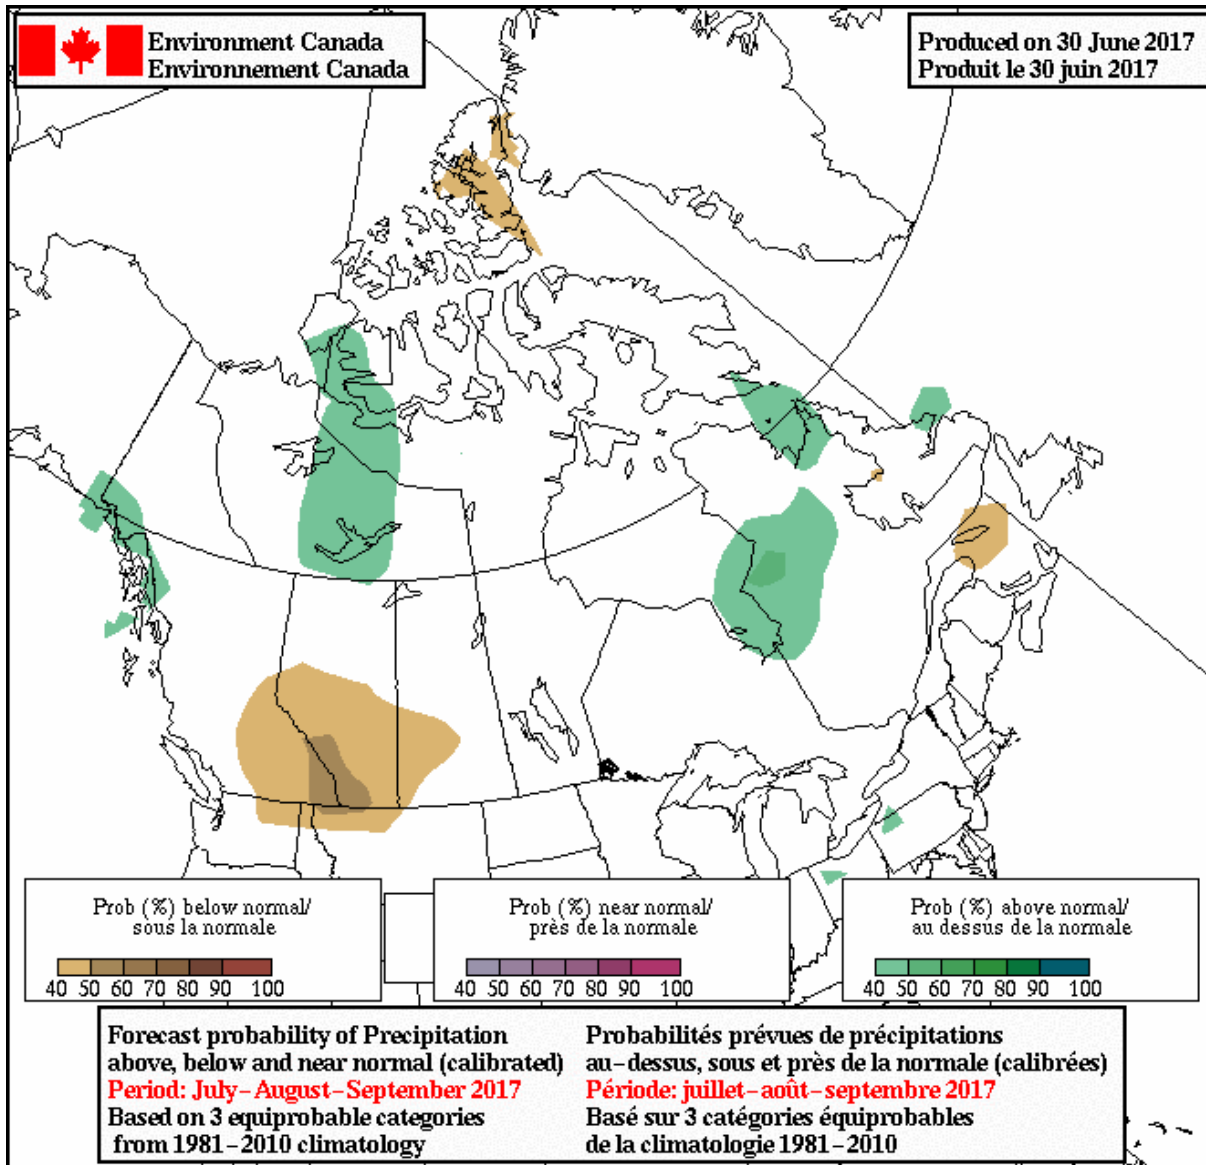 Environment Canada
Environnement Canada
Produced on 30 June 2017
Produit le 30 juin 2017
Prob (%) below normal/
sous la normale
40 50 60 70 80 90 100
Prob (%) near normal/
près de la normale
40 50 60 70 80 90 100
Prob (%) above normal/
au dessus de la normale
40 50 60 70 80 90 100
Forecast probability of Precipitation
above, below and near normal (calibrated)
Period: July-August-September 2017
Based on 3 equiprobable categories
from 1981-2010 climatology
Probabilités prévues de précipitations
au-dessus, sous et près de la normale (calibrées)
Période: juillet-août-septembre 2017
Basé sur 3 catégories équiprobables
de la climatologie 1981-2010